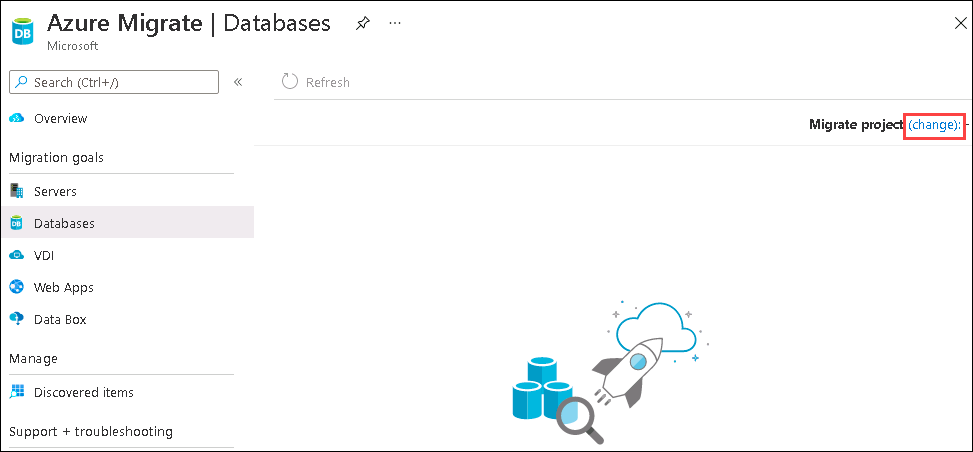 Azure Migrate | Databases
Microsoft
Search (Ctrl+/)
Refresh
Overview
Migrate project (change): -
Migration goals
Servers
Databases
VDI
Web Apps
Data Box
Manage
Discovered items
Support + troubleshooting
DB
DB